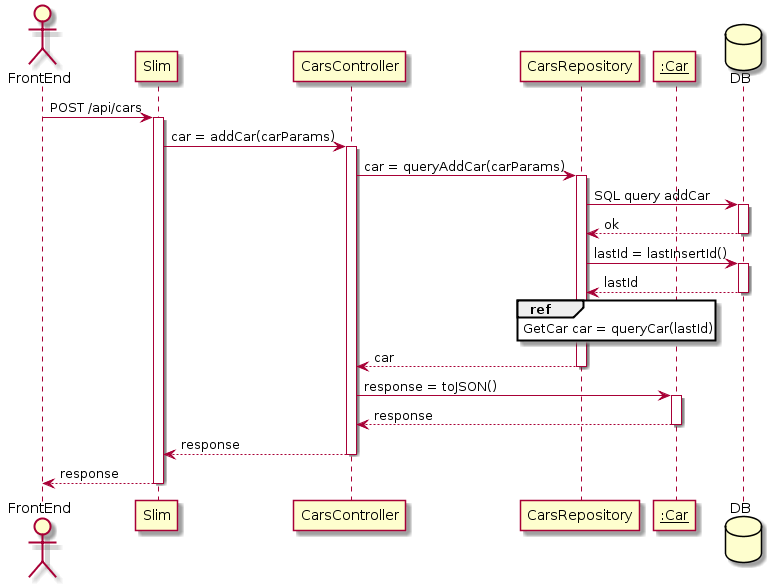 FrontEnd
Slim
CarsController
CarsRepository
:Car
DB
POST /api/cars
car = addCar(carParams)
car = queryAddCar(carParams)
SQL query addCar
ok
lastId = lastInsertId()
lastId
ref
GetCar car = queryCar(lastId)
car
response = toJSON()
response
response
response
FrontEnd
Slim
CarsController
CarsRepository
:Car
DB